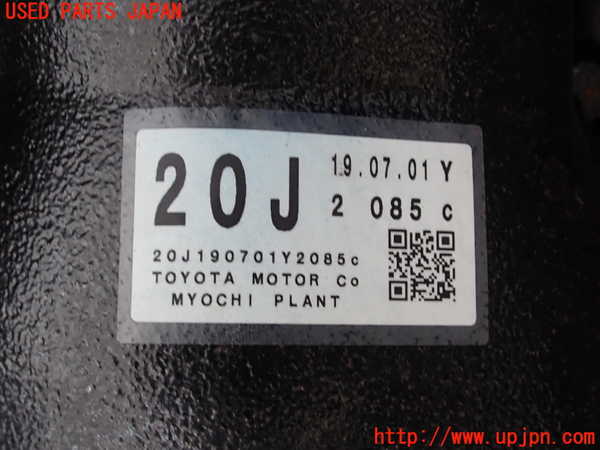 USED PARTS JAPAN
20J 19.07.01 Y
2 085 c
20J190701Y2085c
TOYOTA MOTOR Co
MYOCHI PLANT
http://www.upjpn.com/